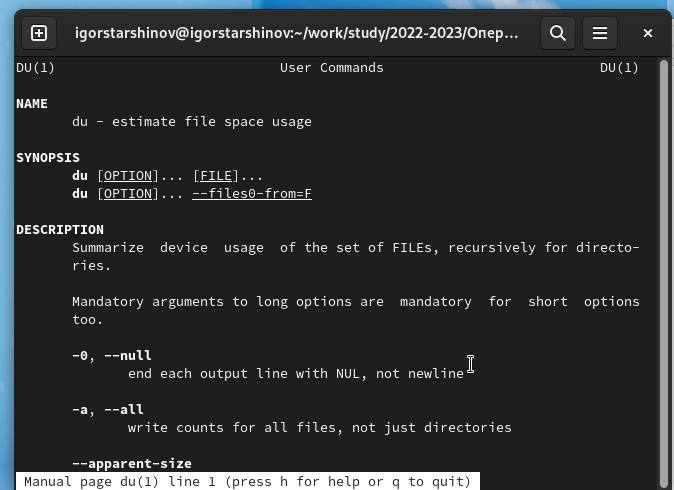 igorstarshinov@igorstarshinov:~/work/study/2022-2023/Опер...
DU(1) User Commands DU(1)
NAME
du - estimate file space usage
SYNOPSIS
du [OPTION]... [FILE]...
du [OPTION]... --files0-from=F
DESCRIPTION
Summarize device usage of the set of FILEs, recursively for directo-
ries.
Mandatory arguments to long options are mandatory for short options
too.
-0, --null
end each output line with NUL, not newline
-a, --all
write counts for all files, not just directories
--apparent-size
Manual page du(1) line 1 (press h for help or q to quit)